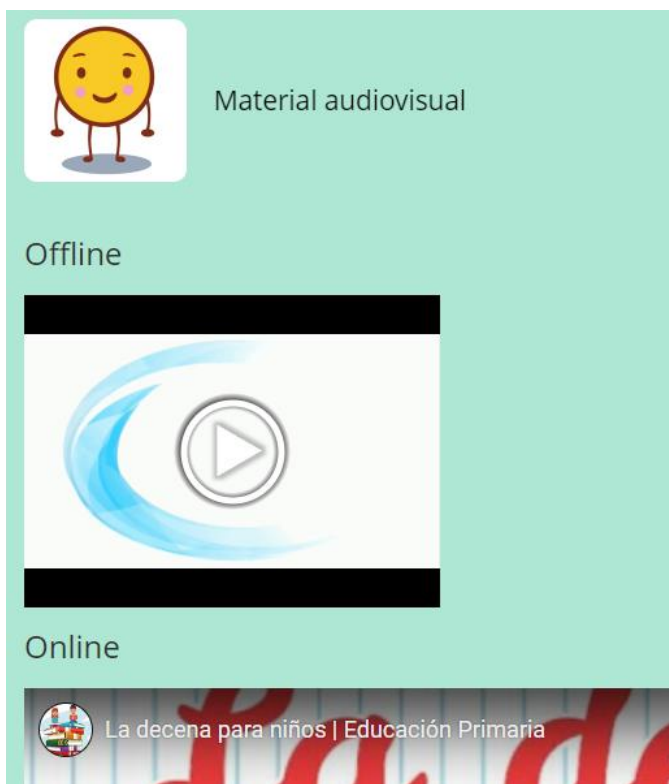 Material audiovisual
Offline
Online
La decena para niños | Educación Primaria